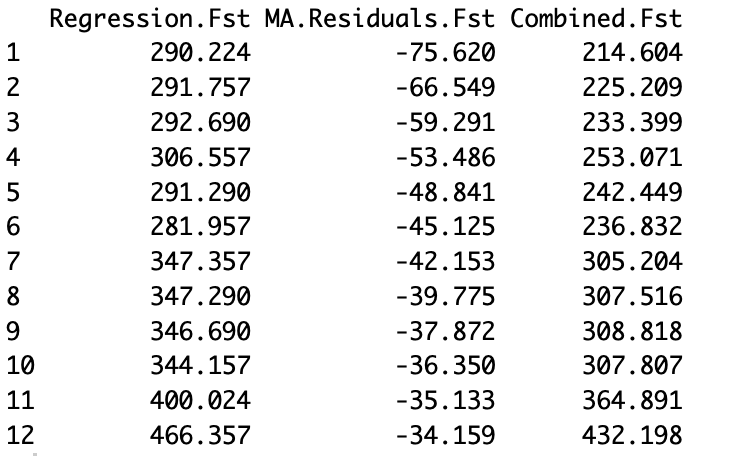 Regression.Fst MA.Residuals.Fst Combined.Fst
1 290.224 -75.620 214.604
2 291.757 -66.549 225.209
3 292.690 -59.291 233.399
4 306.557 -53.486 253.071
5 291.290 -48.841 242.449
6 281.957 -45.125 236.832
7 347.357 -42.153 305.204
8 347.290 -39.775 307.516
9 346.690 -37.872 308.818
10 344.157 -36.350 307.807
11 400.024 -35.133 364.891
12 466.357 -34.159 432.198